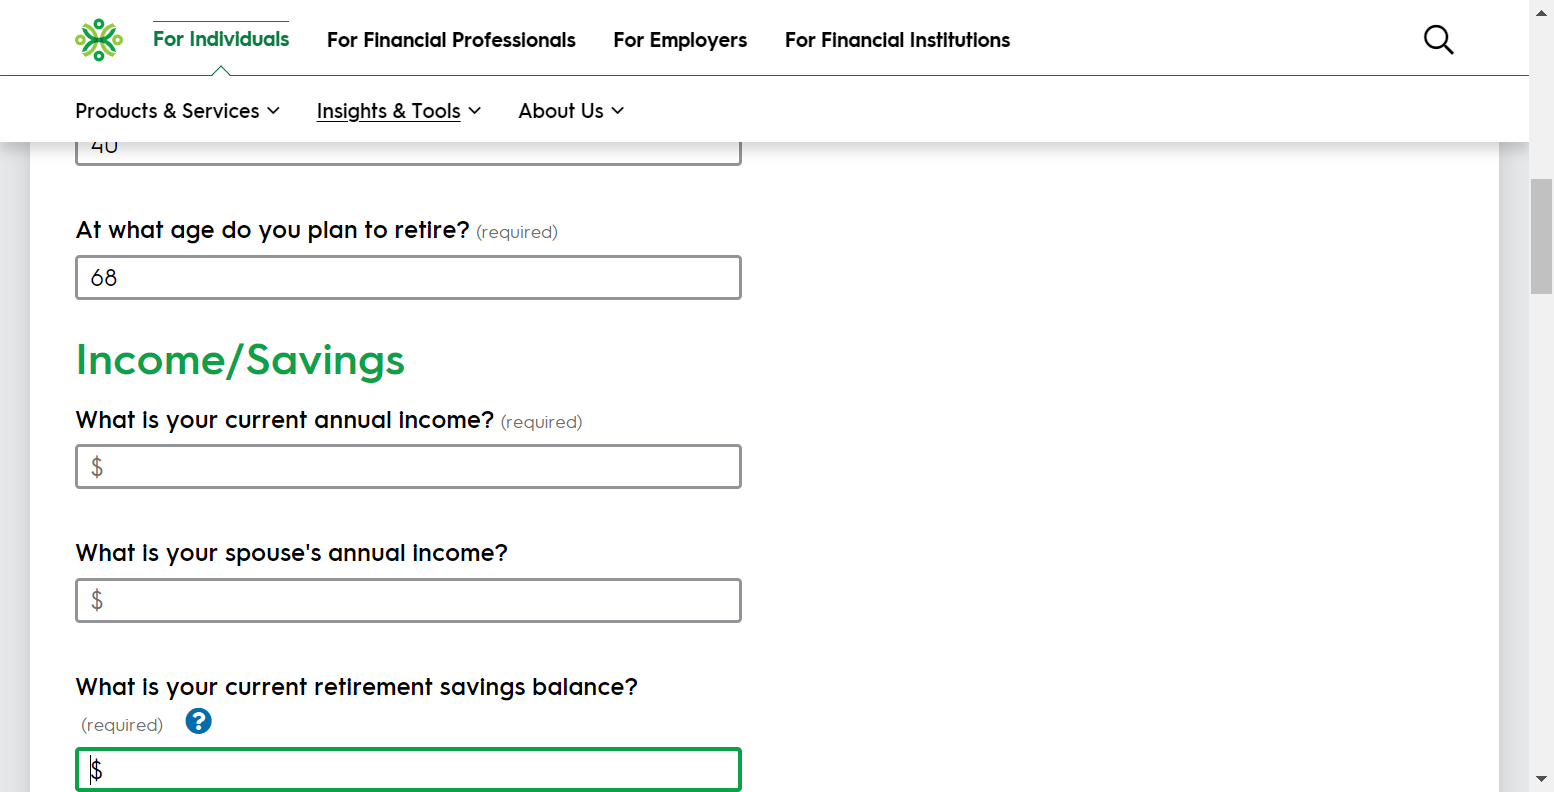 For Individuals
For Financial Professionals
For Employers
For Financial Institutions
Products & Services
Insights & Tools
About Us
40
At what age do you plan to retire? (required)
68
Income/Savings
What is your current annual income? (required)
$
What is your spouse's annual income?
$
What is your current retirement savings balance?
(required) ?
$